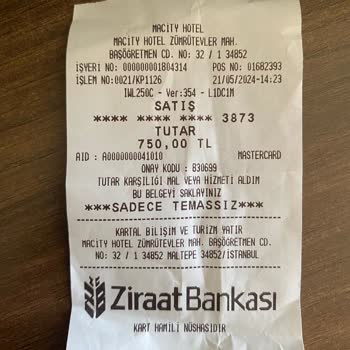 MACITY HOTEL
MACITY HOTEL ZÜMRÜTEVLER MAH.
BAŞÖĞRETMEN CD. NO: 32 / 1 34852
İŞYERİ NO: 000000001804314 POS NO: 01682393
İŞLEM NO:0021/KP1126 21/05/2024-14:23
IWL250C - Ver:354 - L1DC1M
SATIŞ
**** **** **** 3873
TUTAR
750,00 TL
AID : A0000000041010 MASTERCARD
ONAY KODU : 830699
TUTAR KARŞILIĞI MAL VEYA HİZMETİ ALDIM
BU BELGEYİ SAKLAYINIZ
***SADECE TEMASSIZ***
KARTAL BİLİŞİM VE TURİZM YATIR
MACITY HOTEL ZÜMRÜTEVLER MAH. BAŞÖĞRETMEN CD.
NO: 32/1 34852 MALTEPE 34852/İSTANBUL
Ziraat Bankası
KART HAMİLİ NÜSHASIDIR